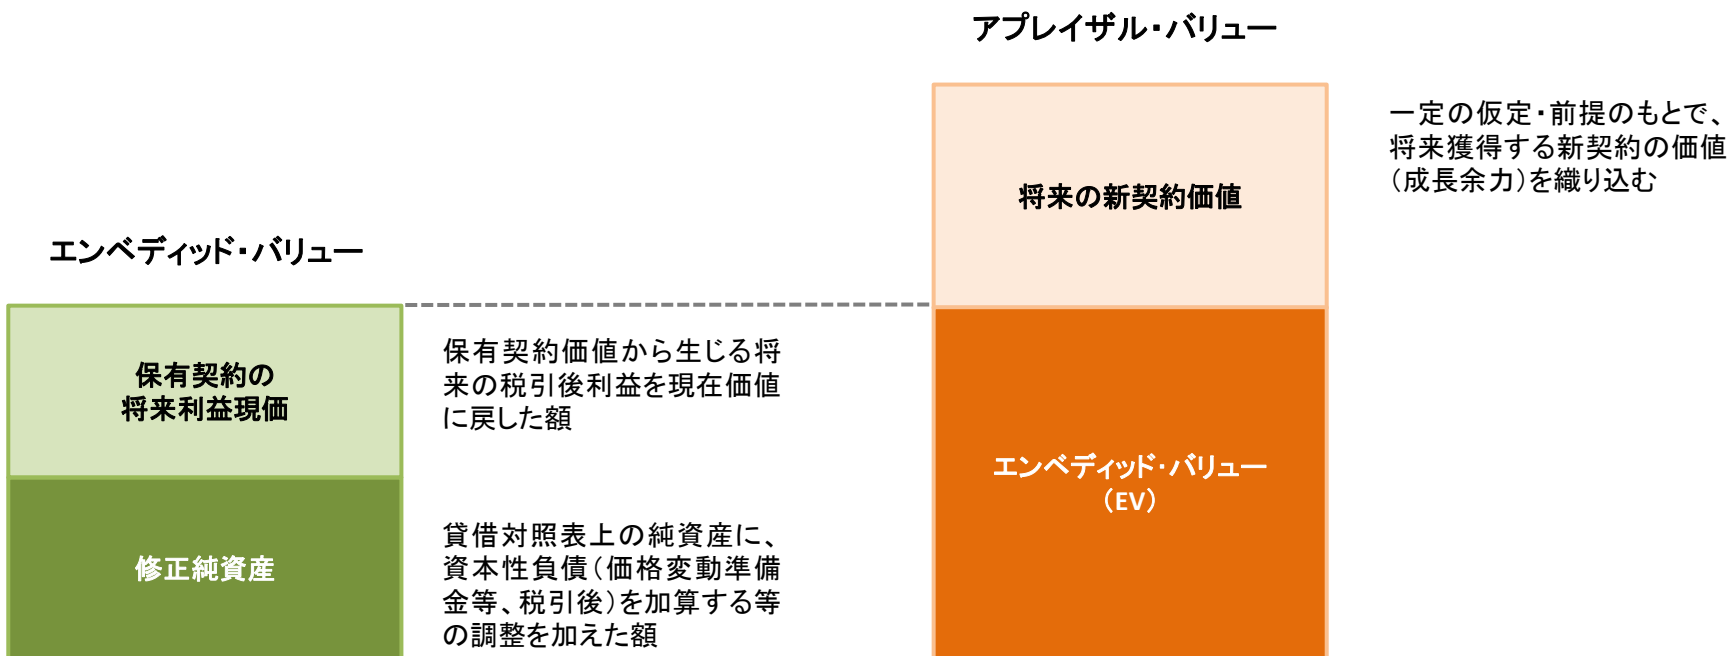 アプレイザル・バリュー
将来の新契約価値
一定の仮定・前提のもとで、
将来獲得する新契約の価値
（成長余力）を織り込む
エンベディッド・バリュー
保有契約の
将来利益現価
保有契約価値から生じる将
来の税引後利益を現在価値
に戻した額
エンベディッド・バリュー
（EV）
修正純資産
貸借対照表上の純資産に、
資本性負債（価格変動準備
金等、税引後）を加算する等
の調整を加えた額